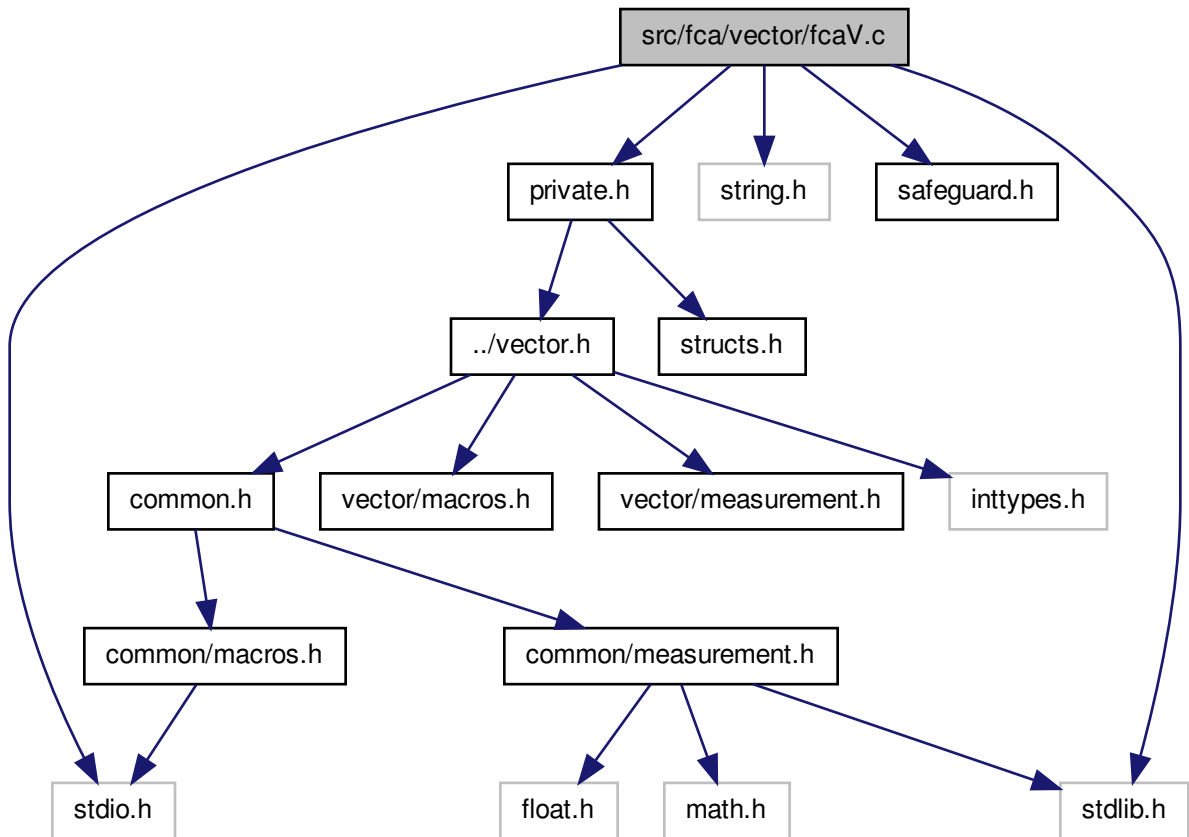 src/fca/vector/fcaV.c
private.h
string.h
safeguard.h
../vector.h
structs.h
common.h
vector/macros.h
vector/measurement.h
inttypes.h
common/macros.h
common/measurement.h
stdio.h
float.h
math.h
stdlib.h